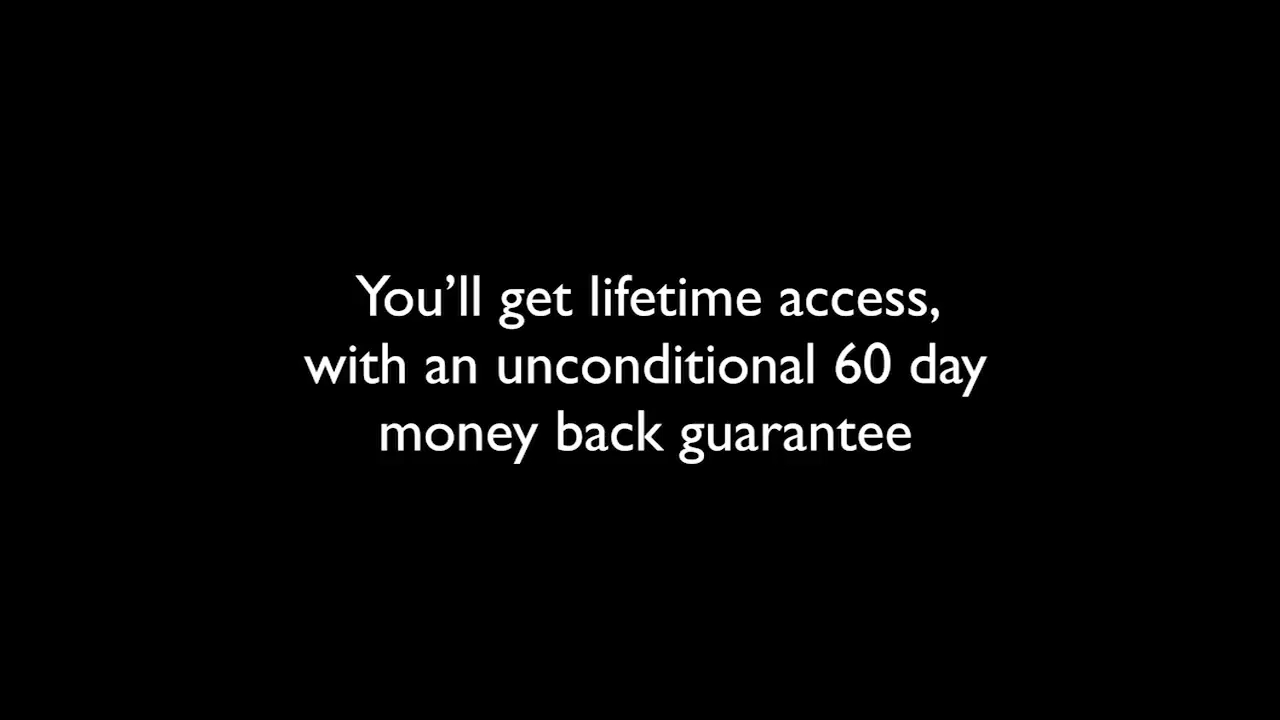 You’ll get lifetime access,
with an unconditional 60 day
money back guarantee